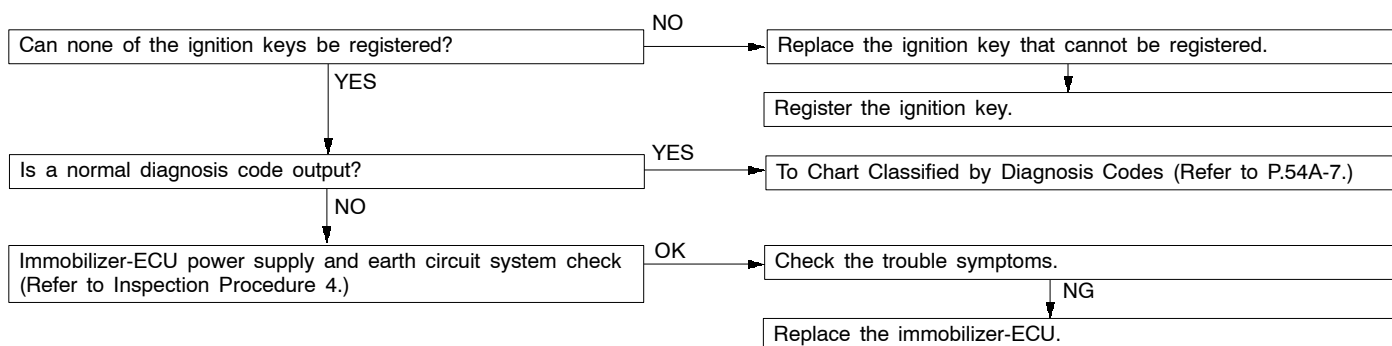 Can none of the ignition keys be registered?
NO
Replace the ignition key that cannot be registered.
YES
Register the ignition key.
Is a normal diagnosis code output?
YES
To Chart Classified by Diagnosis Codes (Refer to P.54A-7.)
NO
Immobilizer-ECU power supply and earth circuit system check
(Refer to Inspection Procedure 4.)
OK
Check the trouble symptoms.
NG
Replace the immobilizer-ECU.